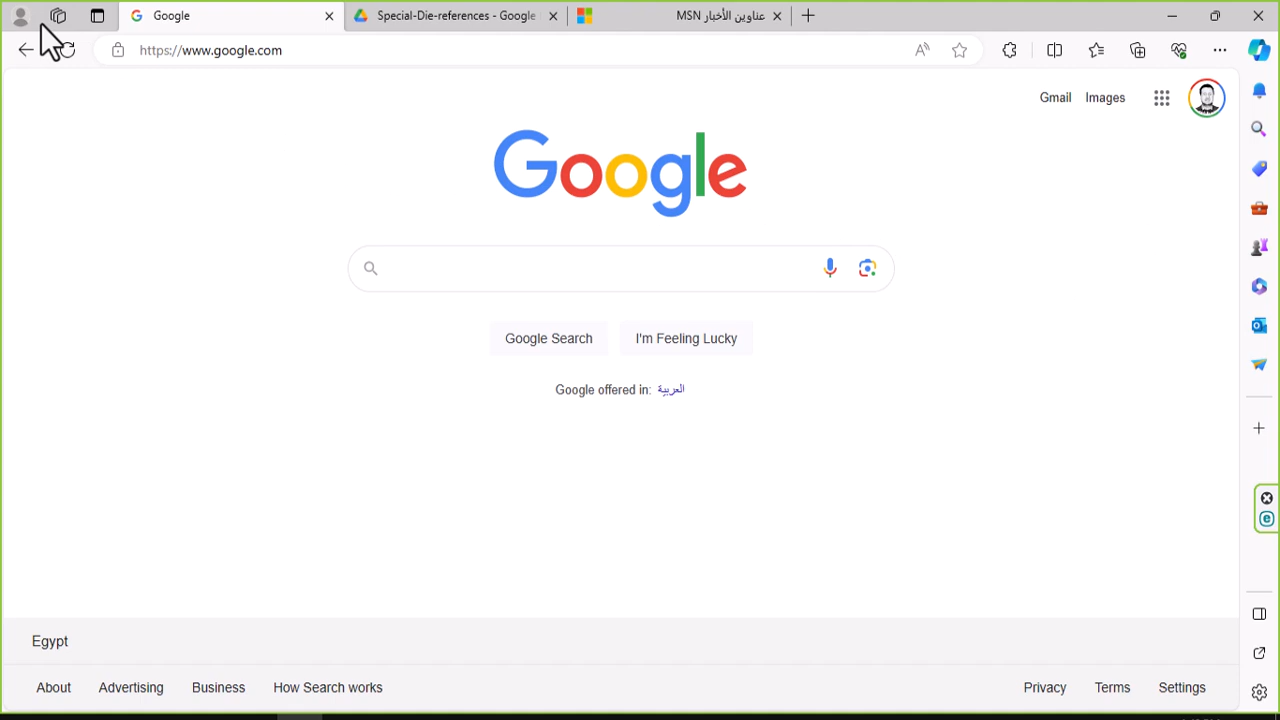 Google
Special-Die-references - Google
عناوين الأخبار MSN
https://www.google.com
Gmail
Images
Google
Google Search
I'm Feeling Lucky
Google offered in: العربية
Egypt
About
Advertising
Business
How Search works
Privacy
Terms
Settings